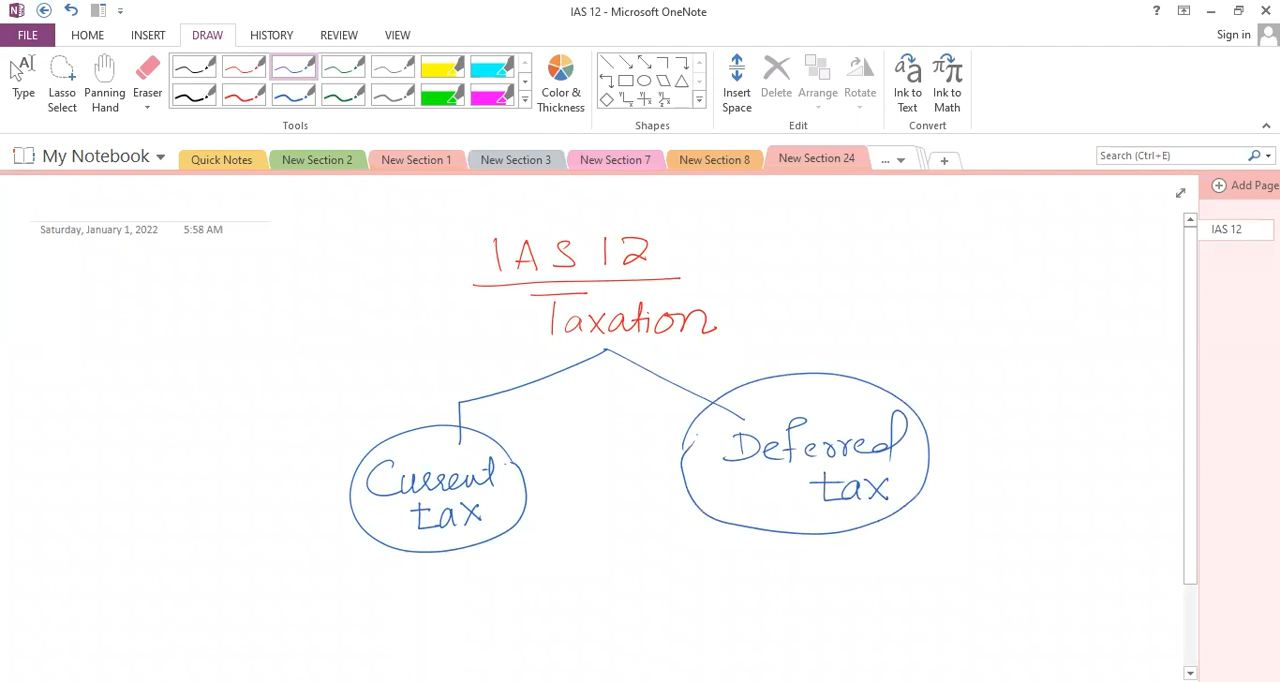 IAS 12 - Microsoft OneNote
?
Sign in
FILE HOME INSERT DRAW HISTORY REVIEW VIEW
Type
Lasso Select
Panning Hand
Eraser
Color & Thickness
Insert Space
Delete
Arrange
Rotate
Ink to Text
Ink to Math
Tools
Shapes
Edit
Convert
My Notebook Quick Notes New Section 2 New Section 1 New Section 3 New Section 7 New Section 8 New Section 24 ... +
Search (Ctrl+E)
Add Page
IAS 12
Saturday, January 1, 2022 5:58 AM
IAS 12
Taxation
Current
tax
Deferred
tax